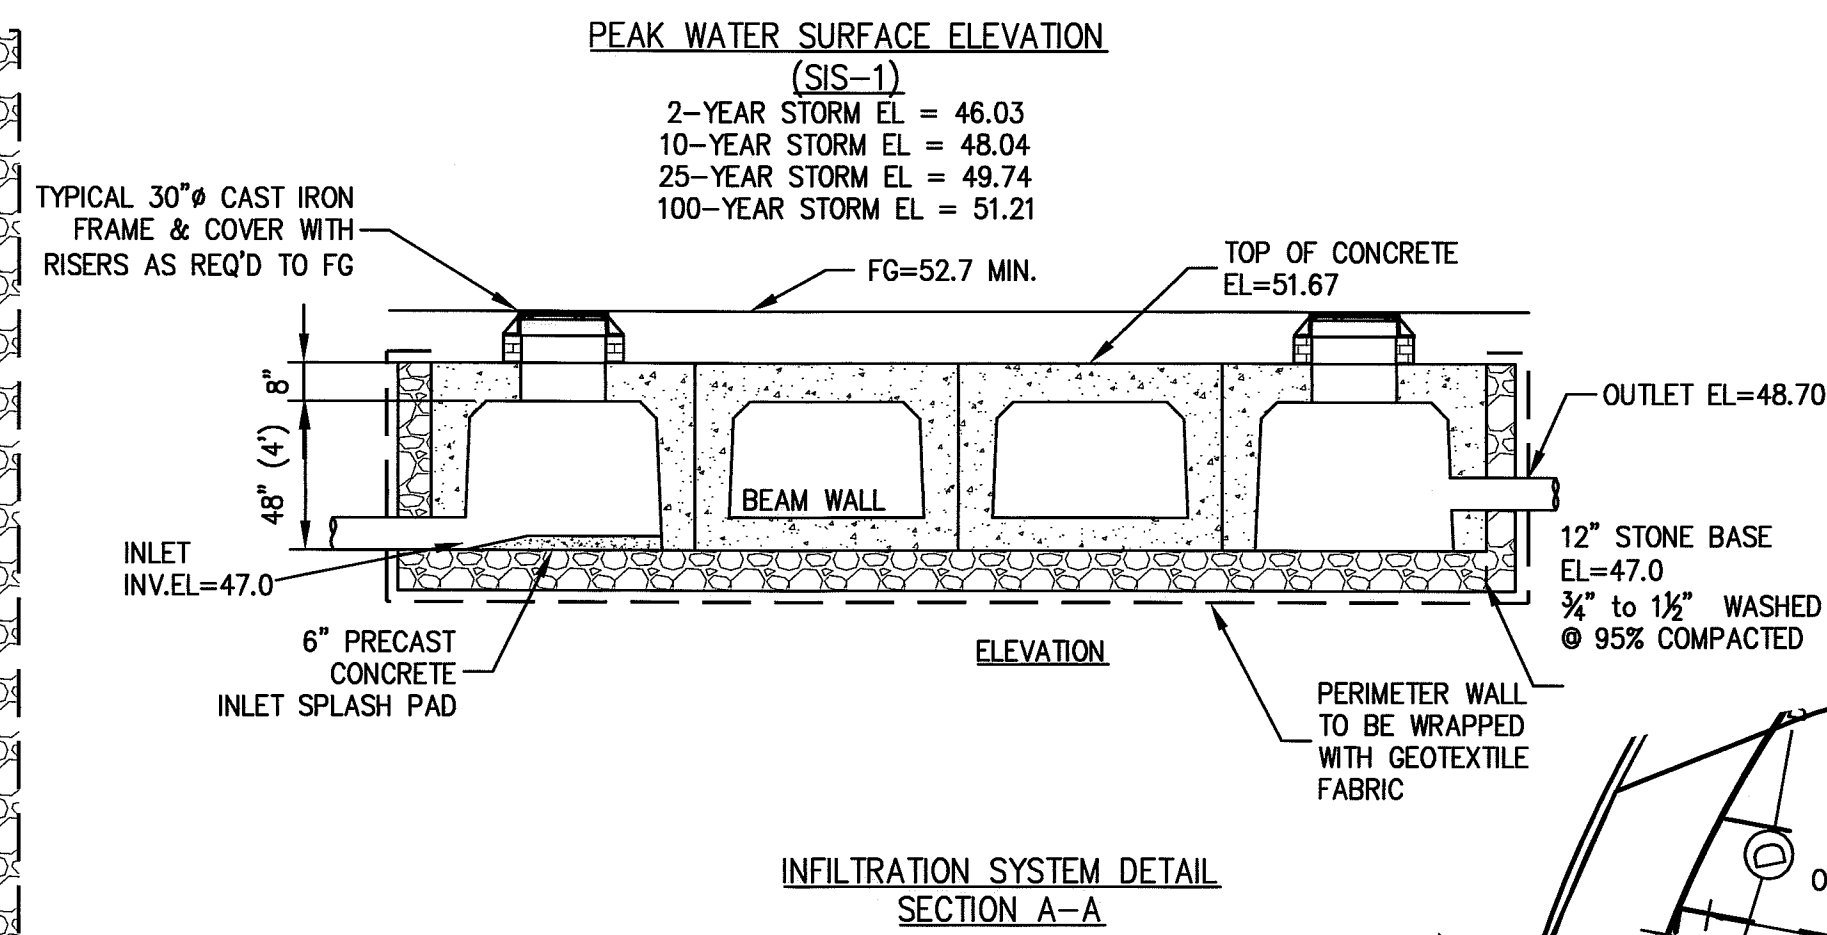 PEAK WATER SURFACE ELEVATION
(SIS-1)
2-YEAR STORM EL = 46.03
10-YEAR STORM EL = 48.04
25-YEAR STORM EL = 49.74
100-YEAR STORM EL = 51.21
TYPICAL 30"ø CAST IRON
FRAME & COVER WITH
RISERS AS REQ'D TO FG
FG=52.7 MIN.
TOP OF CONCRETE
EL=51.67
8"
48" (4')
OUTLET EL=48.70
BEAM WALL
INLET
INV.EL=47.0
12" STONE BASE
EL=47.0
¾" to 1½" WASHED
@ 95% COMPACTED
6" PRECAST
CONCRETE
INLET SPLASH PAD
ELEVATION
PERIMETER WALL
TO BE WRAPPED
WITH GEOTEXTILE
FABRIC
INFILTRATION SYSTEM DETAIL
SECTION A-A
D